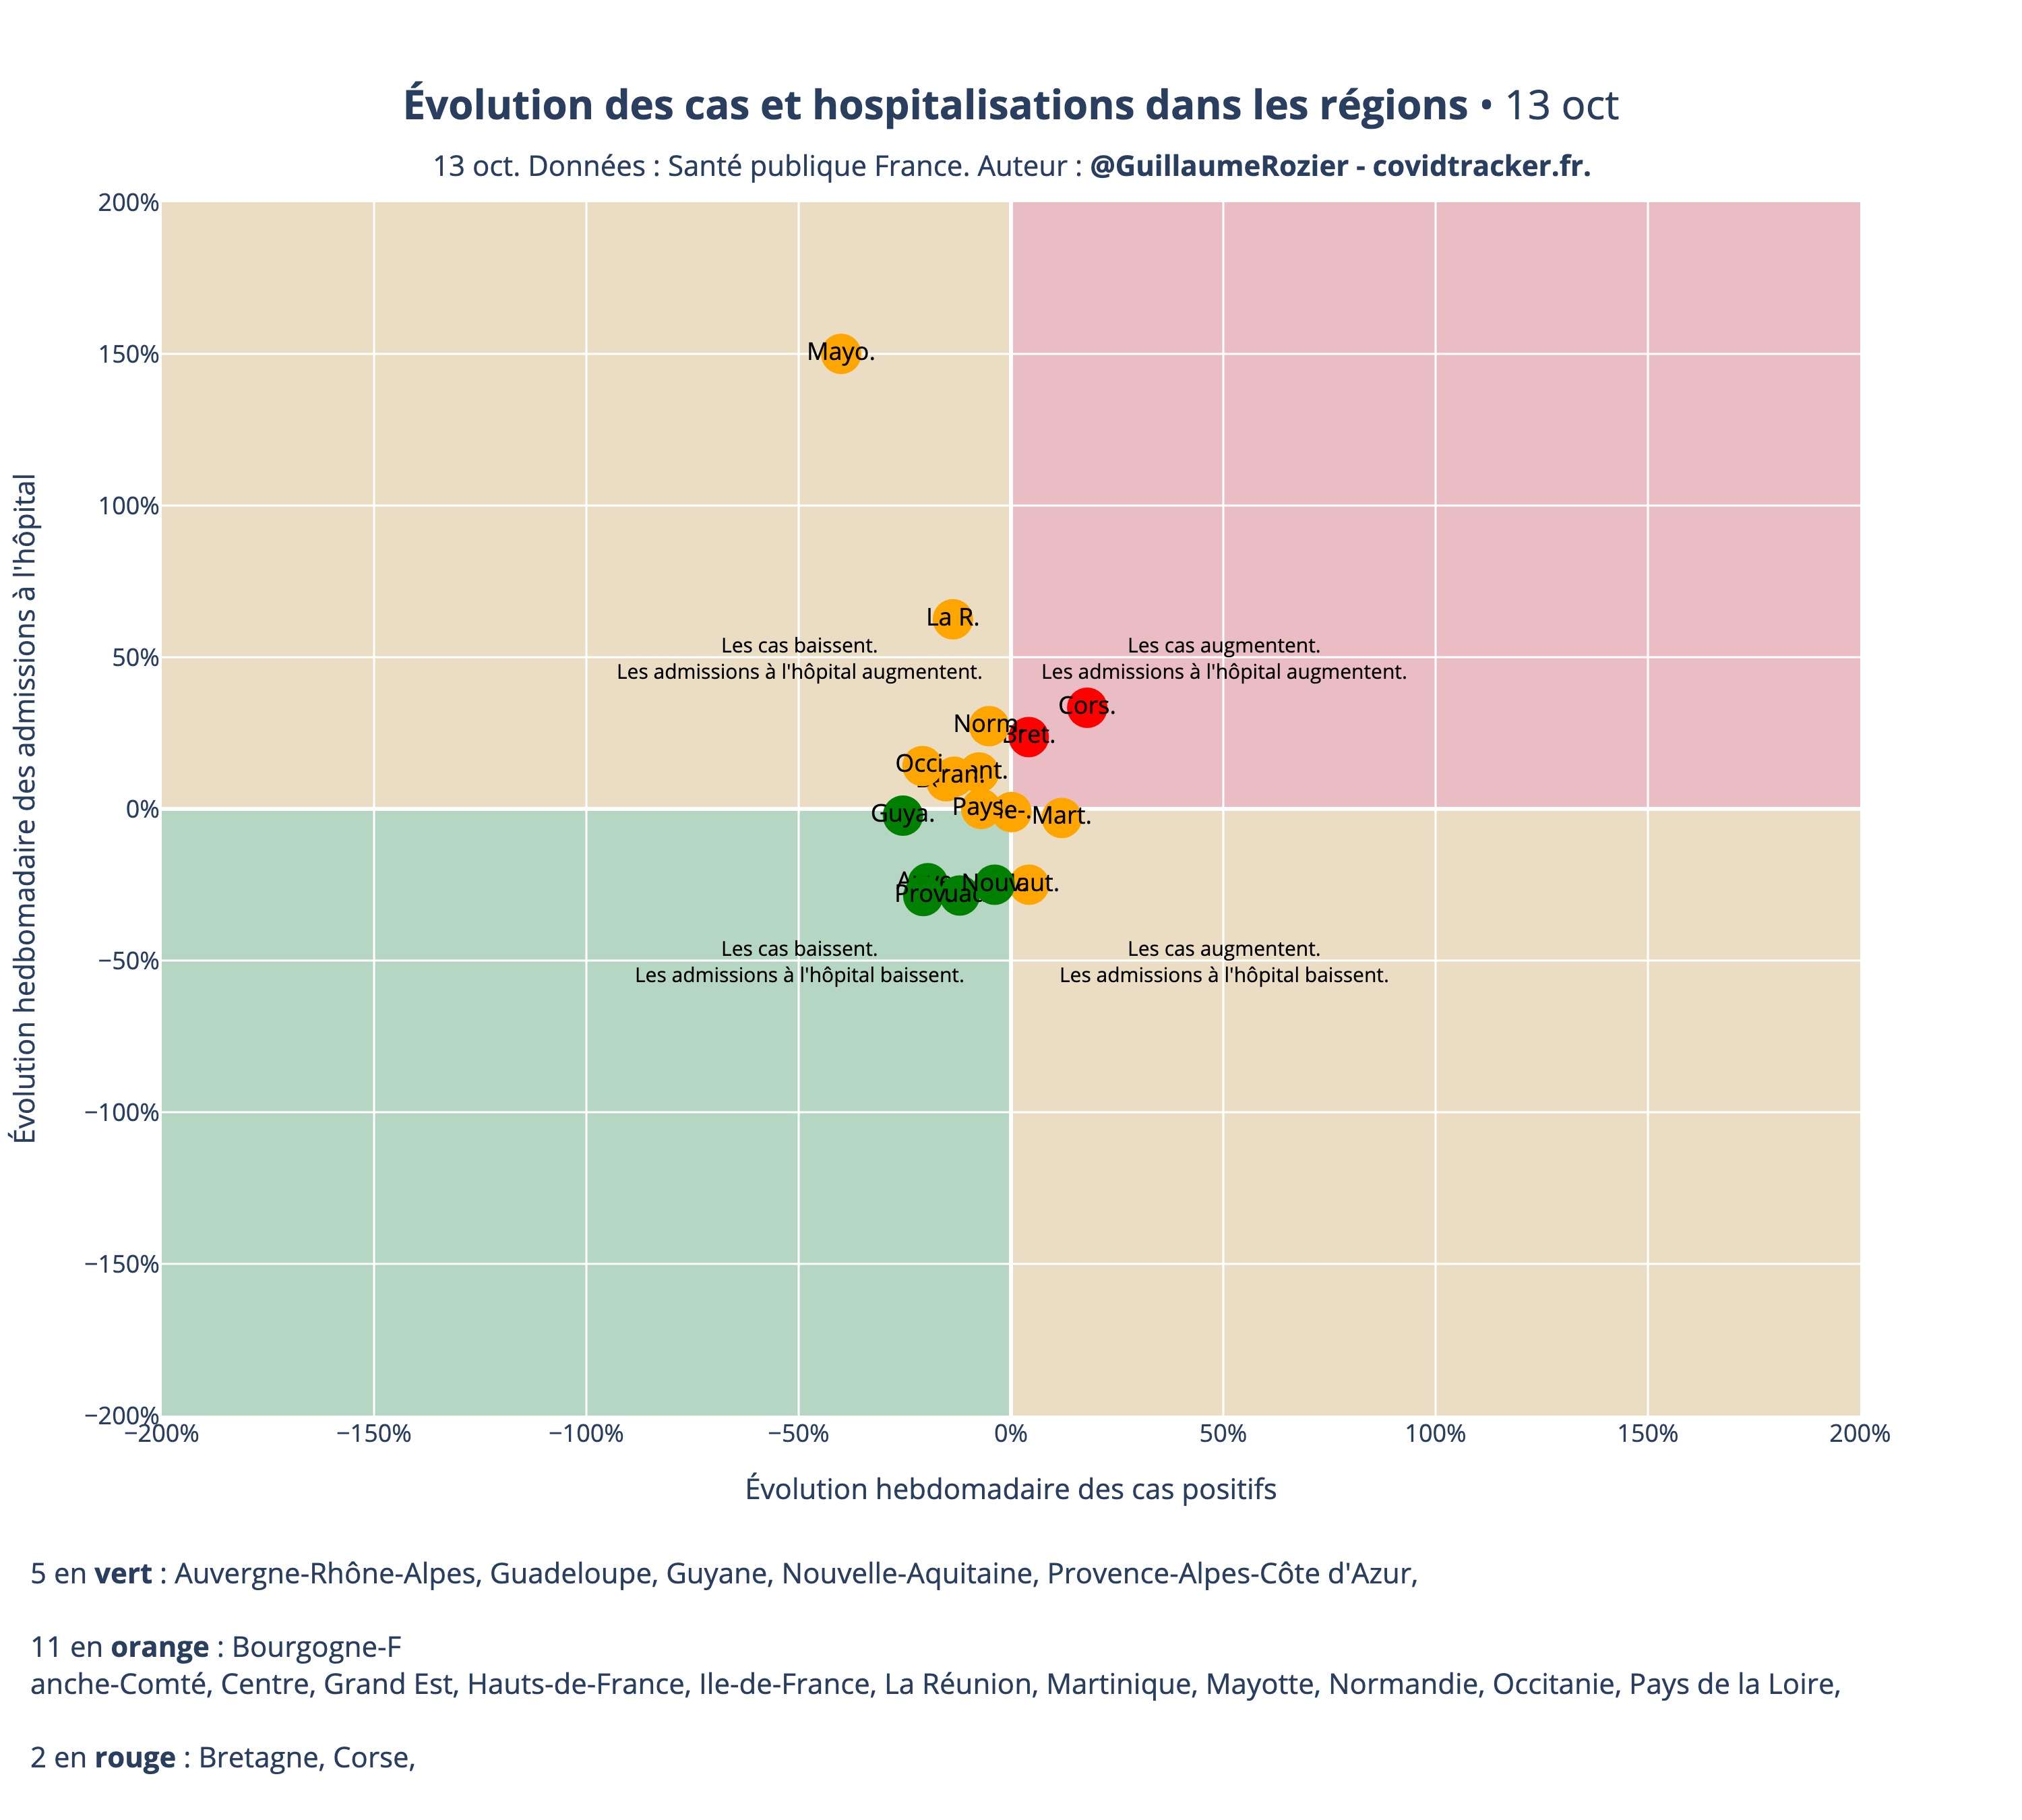 Évolution des cas et hospitalisations dans les régions • 13 oct
13 oct. Données : Santé publique France. Auteur : @GuillaumeRozier - covidtracker.fr.
Évolution hedbomadaire des admissions à l'hôpital
200%
150%
100%
50%
0%
−50%
−100%
−150%
−200%
Mayo.
La R.
Les cas baissent.
Les admissions à l'hôpital augmentent.
Les cas augmentent.
Les admissions à l'hôpital augmentent.
Cors.
Norm.
Bret.
Occi.
Pays
Guya.
Mart.
Prov
Nouv.
Les cas baissent.
Les admissions à l'hôpital baissent.
Les cas augmentent.
Les admissions à l'hôpital baissent.
−200%
−150%
−100%
−50%
0%
50%
100%
150%
200%
Évolution hebdomadaire des cas positifs
5 en vert : Auvergne-Rhône-Alpes, Guadeloupe, Guyane, Nouvelle-Aquitaine, Provence-Alpes-Côte d'Azur,
11 en orange : Bourgogne-F
anche-Comté, Centre, Grand Est, Hauts-de-France, Ile-de-France, La Réunion, Martinique, Mayotte, Normandie, Occitanie, Pays de la Loire,
2 en rouge : Bretagne, Corse,